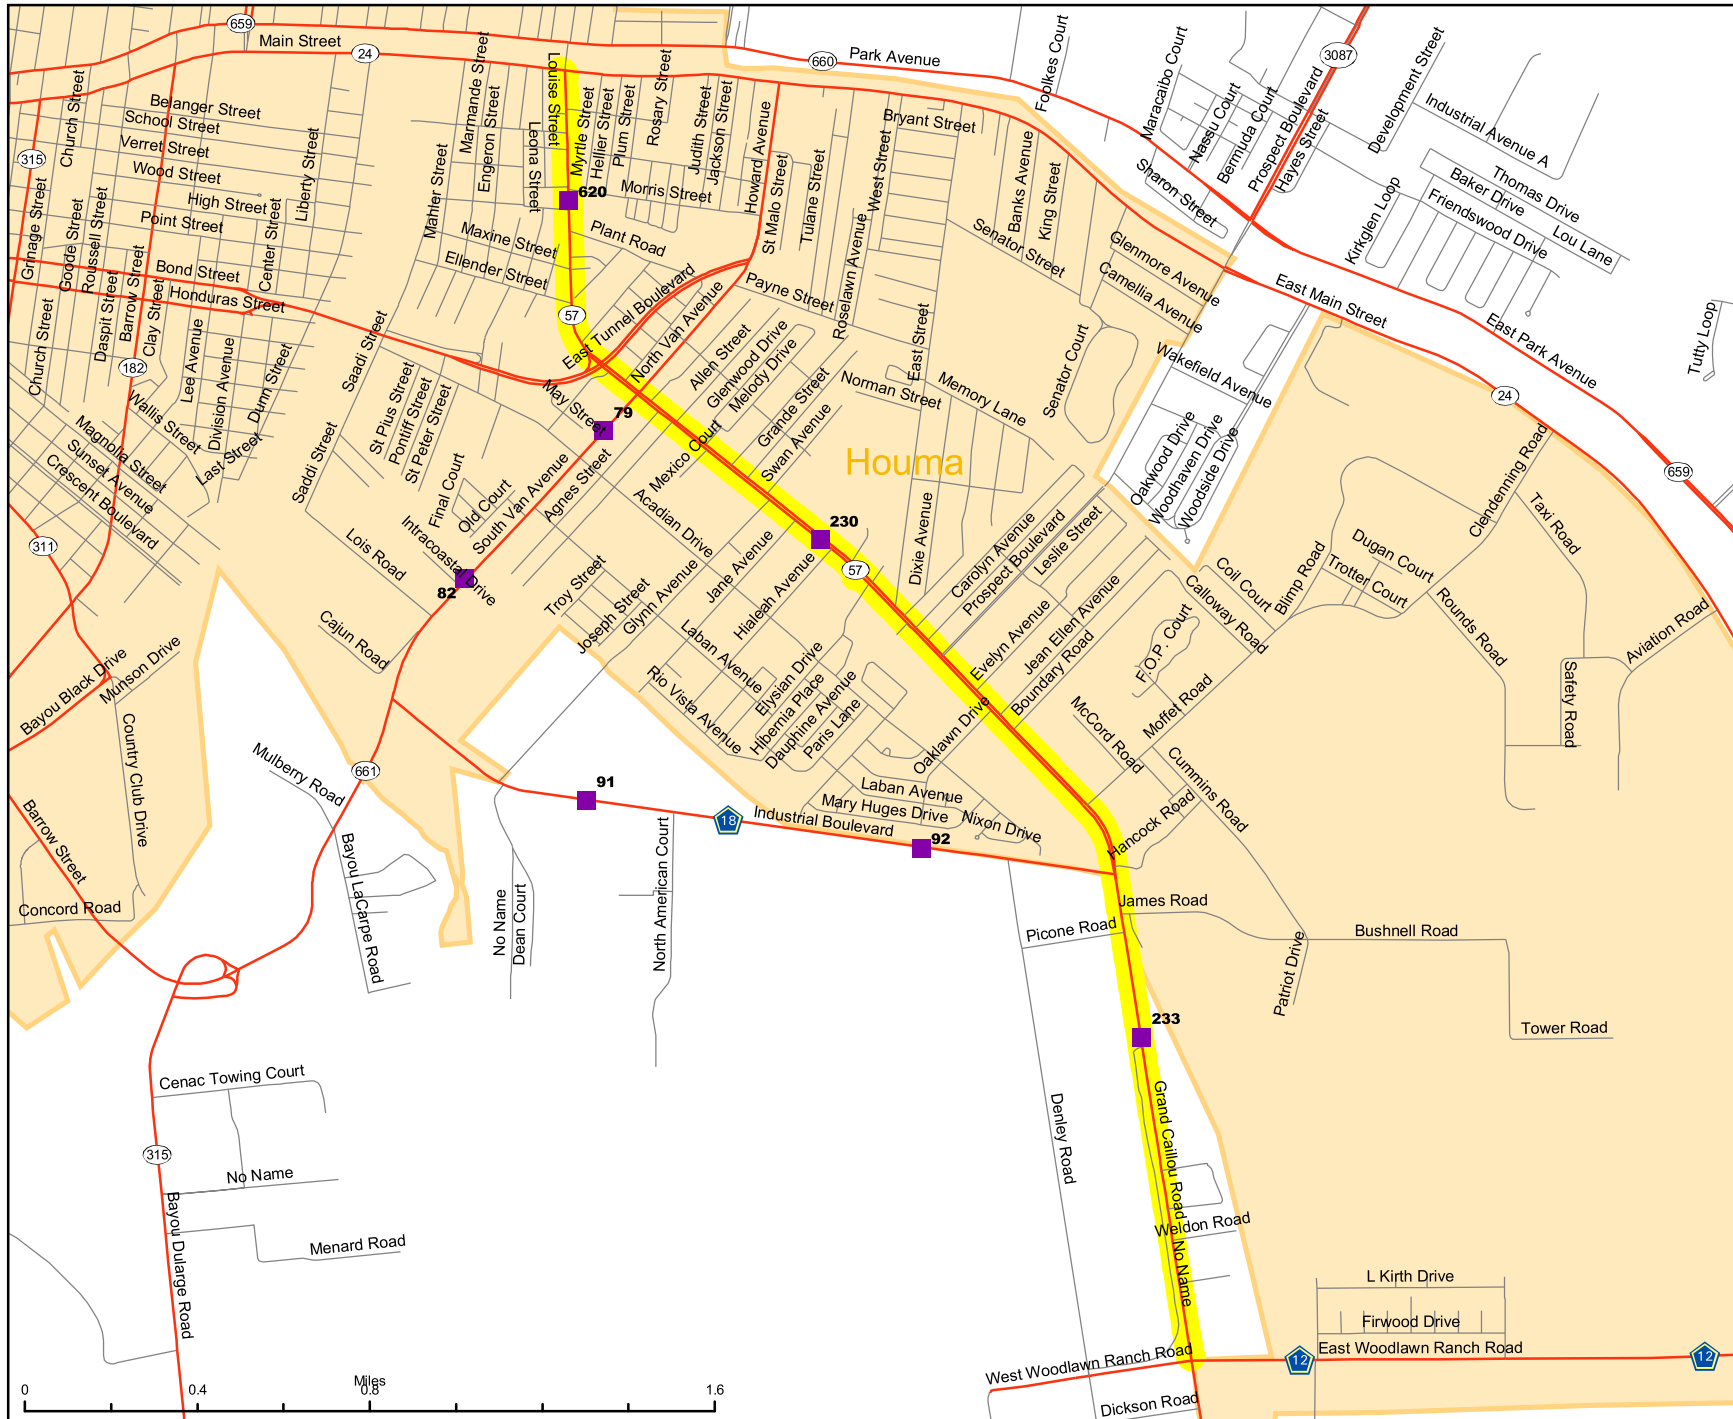 659
Main Street
24
660
Park Avenue
Foolkes Court
Maracaibo Court
3087
Development Street
Church Street
Belanger Street
School Street
Verret Street
Wood Street
High Street
Point Street
Liberty Street
Marmande Street
Engeron Street
Mahler Street
Leona Street
Louise Street
Myrtle Street
Hellier Street
Plum Street
Rosary Street
Judith Street
Jackson Street
Howard Avenue
Morris Street
620
St Malo Street
Tulane Street
West Street
Bryant Street
Banks Avenue
King Street
Nassu Court
Bermuda Court
Prospect Boulevard
Hayes Street
Sharon Street
Industrial Avenue A
Thomas Drive
Baker Drive
Friendswood Drive
Lou Lane
Kirkglen Loop
315
Grinage Street
Goode Street
Roussell Street
Center Street
Bond Street
Honduras Street
Daspit Street
Barrow Street
Clay Street
Church Street
182
Lee Avenue
Division Avenue
Dunn Street
Saadi Street
Maxine Street
Ellender Street
Plant Road
57
East Tunnel Boulevard
North Van Avenue
Payne Street
Roselawn Avenue
East Street
Senator Street
Glenmore Avenue
Camellia Avenue
East Main Street
East Park Avenue
Tutty Loop
Senator Court
Wakefield Avenue
24
659
Allen Street
Glenwood Drive
Melody Drive
Grande Street
Swan Avenue
Norman Street
Memory Lane
May Street
79
Mexico Court
Houma
St Pius Street
Pontiff Street
St Peter Street
Wallis Street
Last Street
Magnolia Street
Sunset Avenue
Crescent Boulevard
Saddi Street
Final Court
Old Court
South Van Avenue
Agnes Street
Intracoastal Drive
Lois Road
82
311
Acadian Drive
230
57
Dixie Avenue
Oakwood Drive
Woodhaven Drive
Woodside Drive
Clendenning Road
Taxi Road
Carolyn Avenue
Prospect Boulevard
Leslie Street
Dugan Court
Trotter Court
Blimp Road
Coil Court
Calloway Road
Rounds Road
Aviation Road
Safety Road
Troy Street
Joseph Street
Glynn Avenue
Jane Avenue
Hialeah Avenue
Laban Avenue
Rio Vista Avenue
Elysian Drive
Hibernia Place
Dauphine Avenue
Paris Lane
Evelyn Avenue
Jean Ellen Avenue
Boundary Road
Oaklawn Drive
F.O.P. Court
Moffet Road
McCord Road
Cummins Road
Hancock Road
Cajun Road
Bayou Black Drive
Munson Drive
Country Club Drive
Mulberry Road
661
91
18
Industrial Boulevard
Laban Avenue
Mary Huges Drive
Nixon Drive
92
Barrow Street
Concord Road
Bayou LaCarpe Road
No Name
Dean Court
North American Court
James Road
Picone Road
Bushnell Road
Patriot Drive
Tower Road
233
Cenac Towing Court
315
No Name
Bayou Dularge Road
Menard Road
Denley Road
Grand Caillou Road
Weldon Road
No Name
L Kirth Drive
Firwood Drive
East Woodlawn Ranch Road
12
12
West Woodlawn Ranch Road
Dickson Road
Miles
0
0.4
0.8
1.6